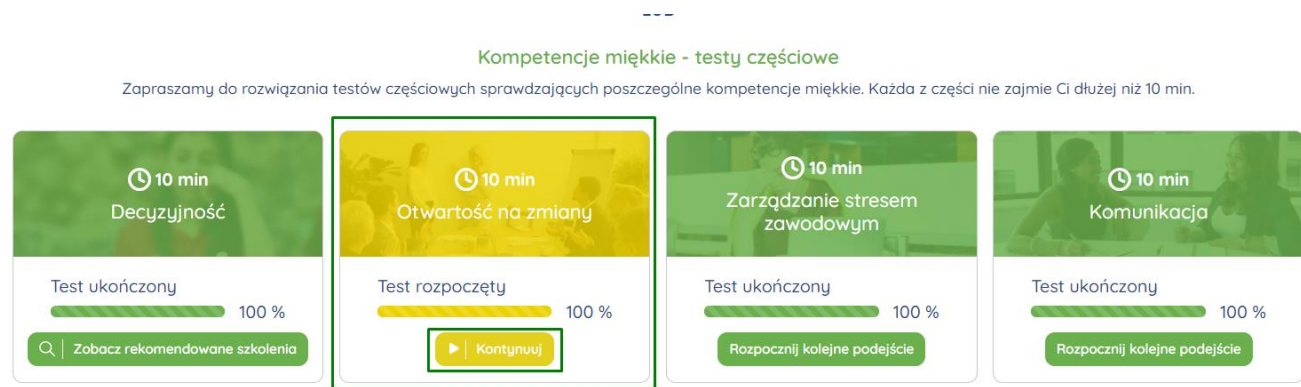 Kompetencje miękkie - testy częściowe
Zapraszamy do rozwiązania testów częściowych sprawdzających poszczególne kompetencje miękkie. Każda z części nie zajmie Ci dłużej niż 10 min.
10 min
Decyzyjność
Test ukończony
100 %
Zobacz rekomendowane szkolenia
10 min
Otwartość na zmiany
Test rozpoczęty
100 %
Kontynuuj
10 min
Zarządzanie stresem
zawodowym
Test ukończony
100 %
Rozpocznij kolejne podejście
10 min
Komunikacja
Test ukończony
100 %
Rozpocznij kolejne podejście